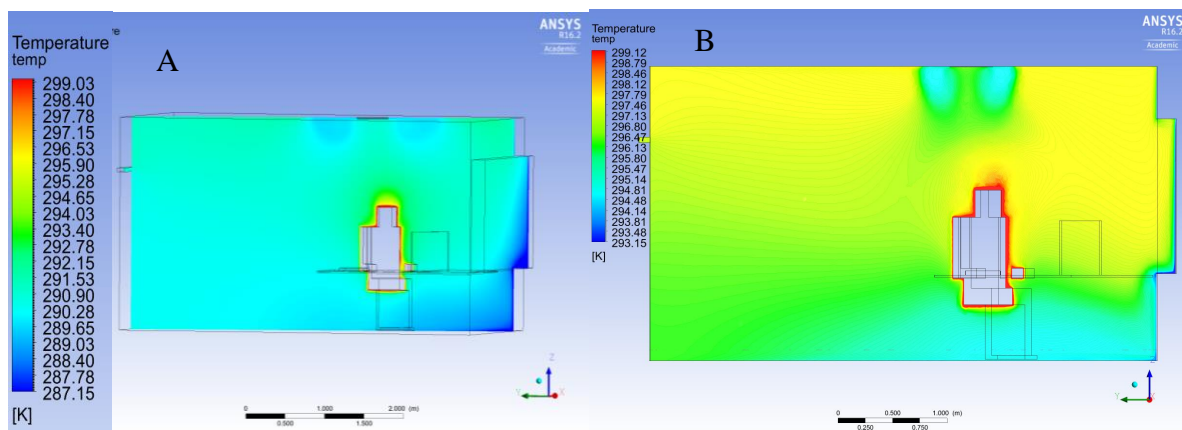 Temperature
temp
299.03
298.40
297.78
297.15
296.53
295.90
295.28
294.65
294.03
293.40
292.78
292.15
291.53
290.90
290.28
289.65
289.03
288.40
287.78
287.15
[K]
A
ANSYS
R16.2
Academic
Z
Y
X
0
1.000
2.000
(m)
0.500
1.500
Temperature
temp
299.12
298.79
298.46
298.12
297.79
297.46
297.13
296.80
296.47
296.13
295.80
295.47
295.14
294.81
294.48
294.14
293.81
293.48
293.15
[K]
B
ANSYS
R16.2
Academic
Z
Y
X
0
0.500
1.000
(m)
0.250
0.750